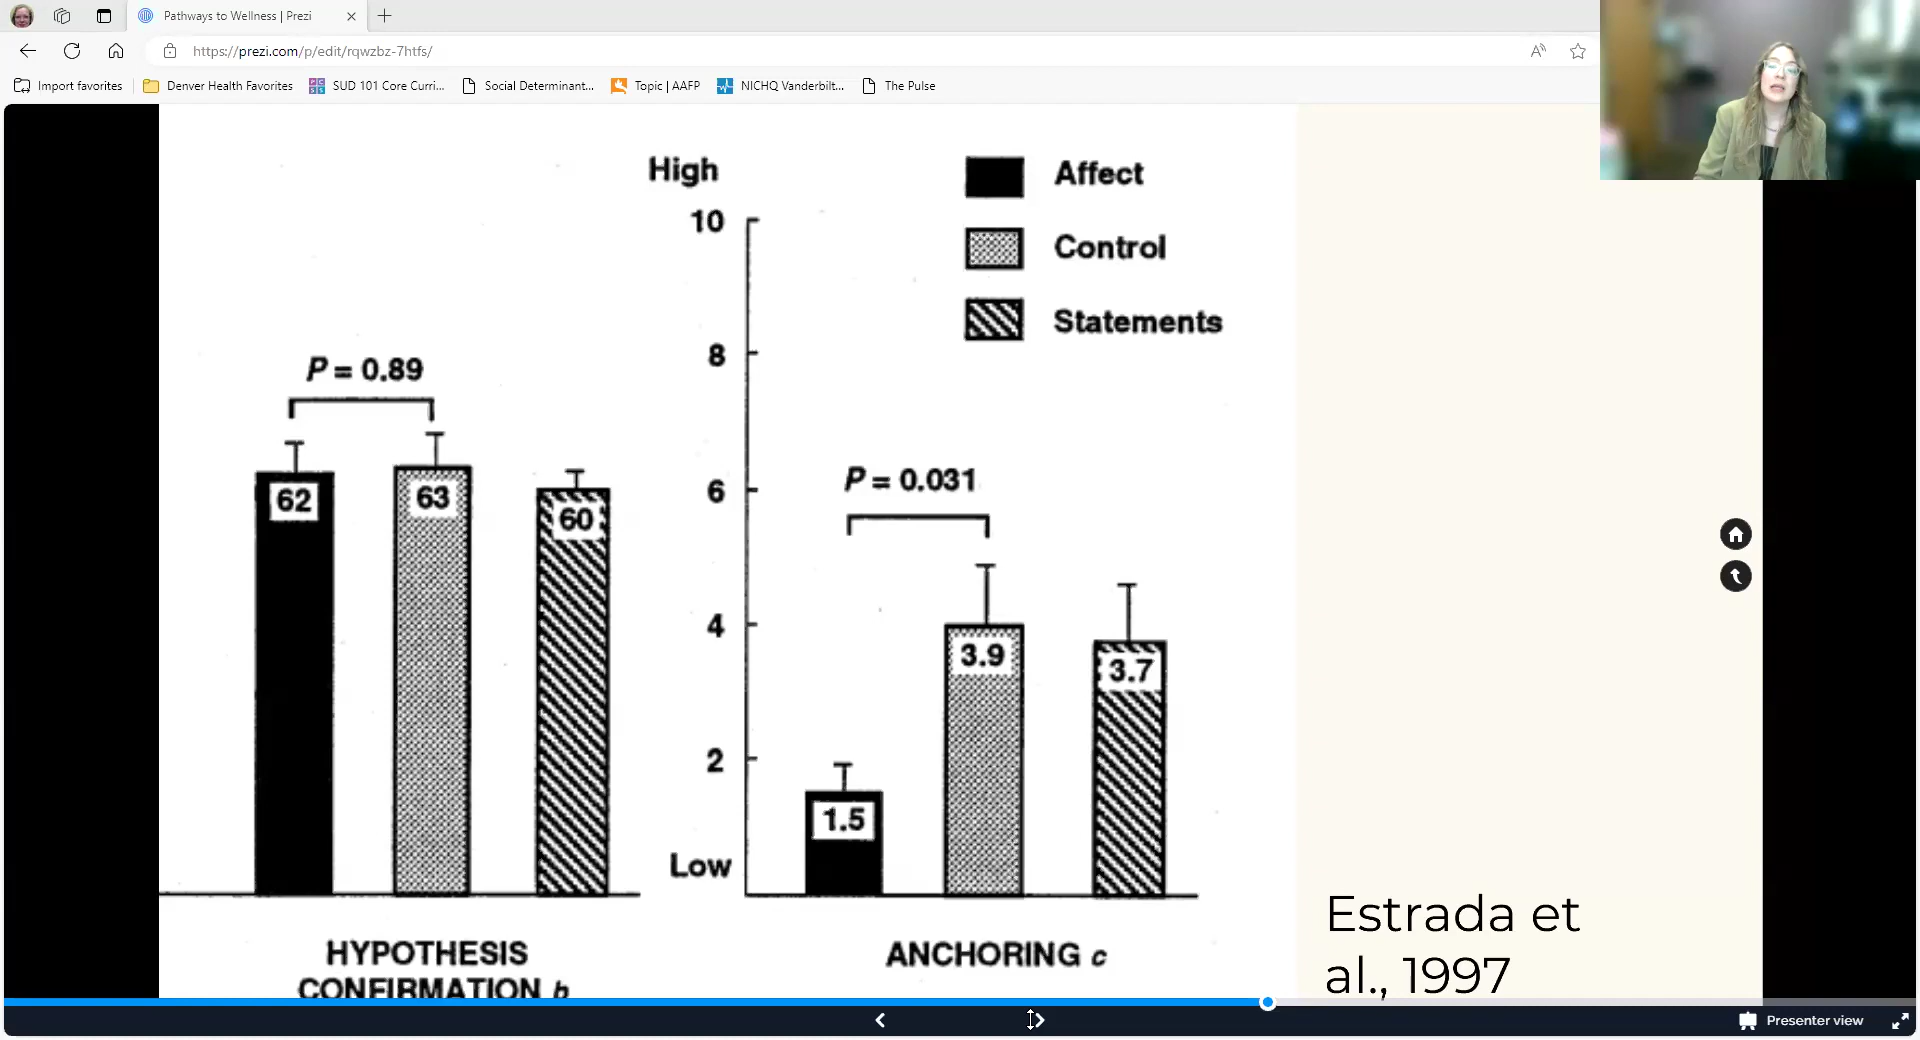 Pathways to Wellness | Prezi
https://prezi.com/p/edit/rqwzbz-7htfs/
Import favorites
Denver Health Favorites
SUD 101 Core Curri...
Social Determinant...
Topic | AAFP
NICHQ Vanderbilt...
The Pulse
High
10
8
6
4
2
Low
Affect
Control
Statements
P = 0.89
62
63
60
P = 0.031
1.5
3.9
3.7
HYPOTHESIS
CONFIRMATION b
ANCHORING c
Estrada et
al., 1997
Presenter view